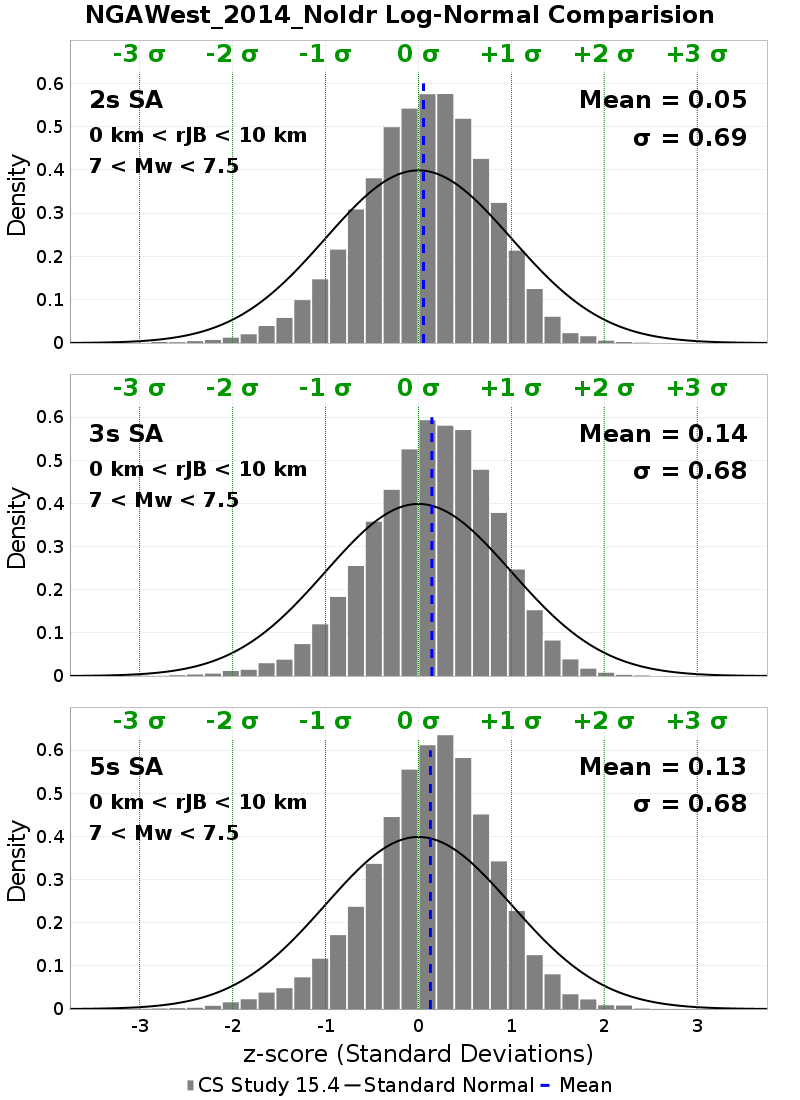 NGAWest_2014_NoIdr Log-Normal Comparision
-3 σ -2 σ -1 σ 0 σ +1 σ +2 σ +3 σ
0.6
2s SA Mean = 0.05
0.5
0 km < rJB < 10 km σ = 0.69
7 < Mw < 7.5
0.4
0.3
0.2
0.1
0
Density
-3 σ -2 σ -1 σ 0 σ +1 σ +2 σ +3 σ
0.6
3s SA Mean = 0.14
0.5
0 km < rJB < 10 km σ = 0.68
7 < Mw < 7.5
0.4
0.3
0.2
0.1
0
Density
-3 σ -2 σ -1 σ 0 σ +1 σ +2 σ +3 σ
0.6
5s SA Mean = 0.13
0.5
0 km < rJB < 10 km σ = 0.68
7 < Mw < 7.5
0.4
0.3
0.2
0.1
0
Density
-3 -2 -1 0 1 2 3
z-score (Standard Deviations)
CS Study 15.4 Standard Normal Mean